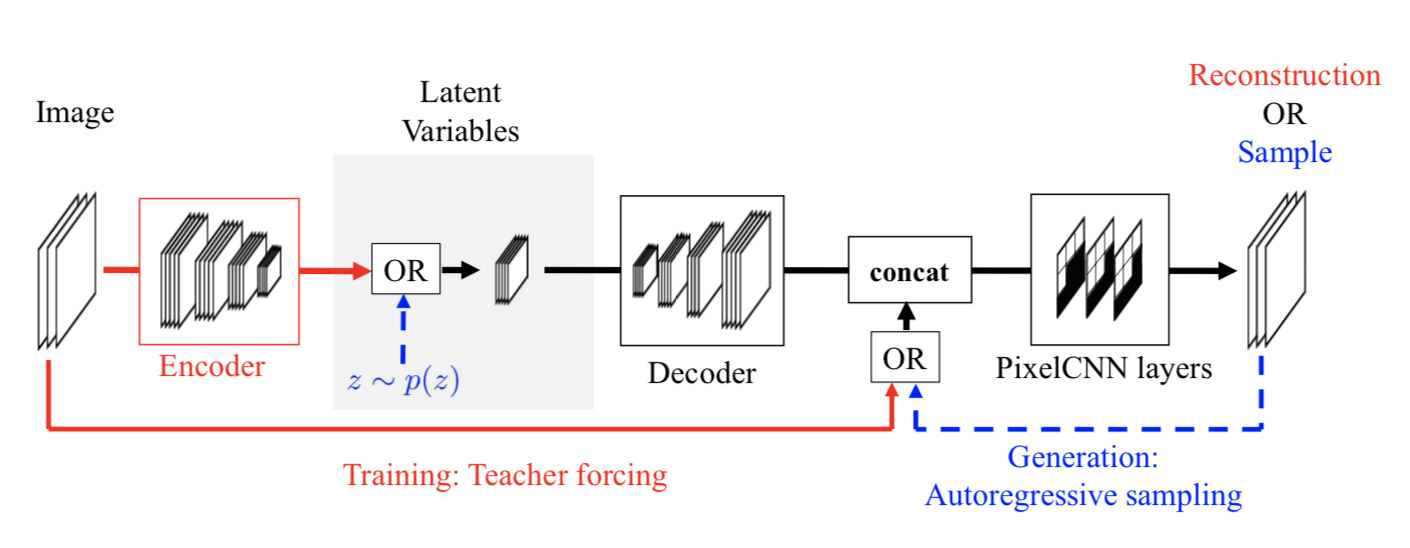 Image
Latent
Variables
Reconstruction
OR
Sample
OR
concat
Encoder
z ∼ p(z)
Decoder
OR
PixelCNN layers
Training: Teacher forcing
Generation:
Autoregressive sampling